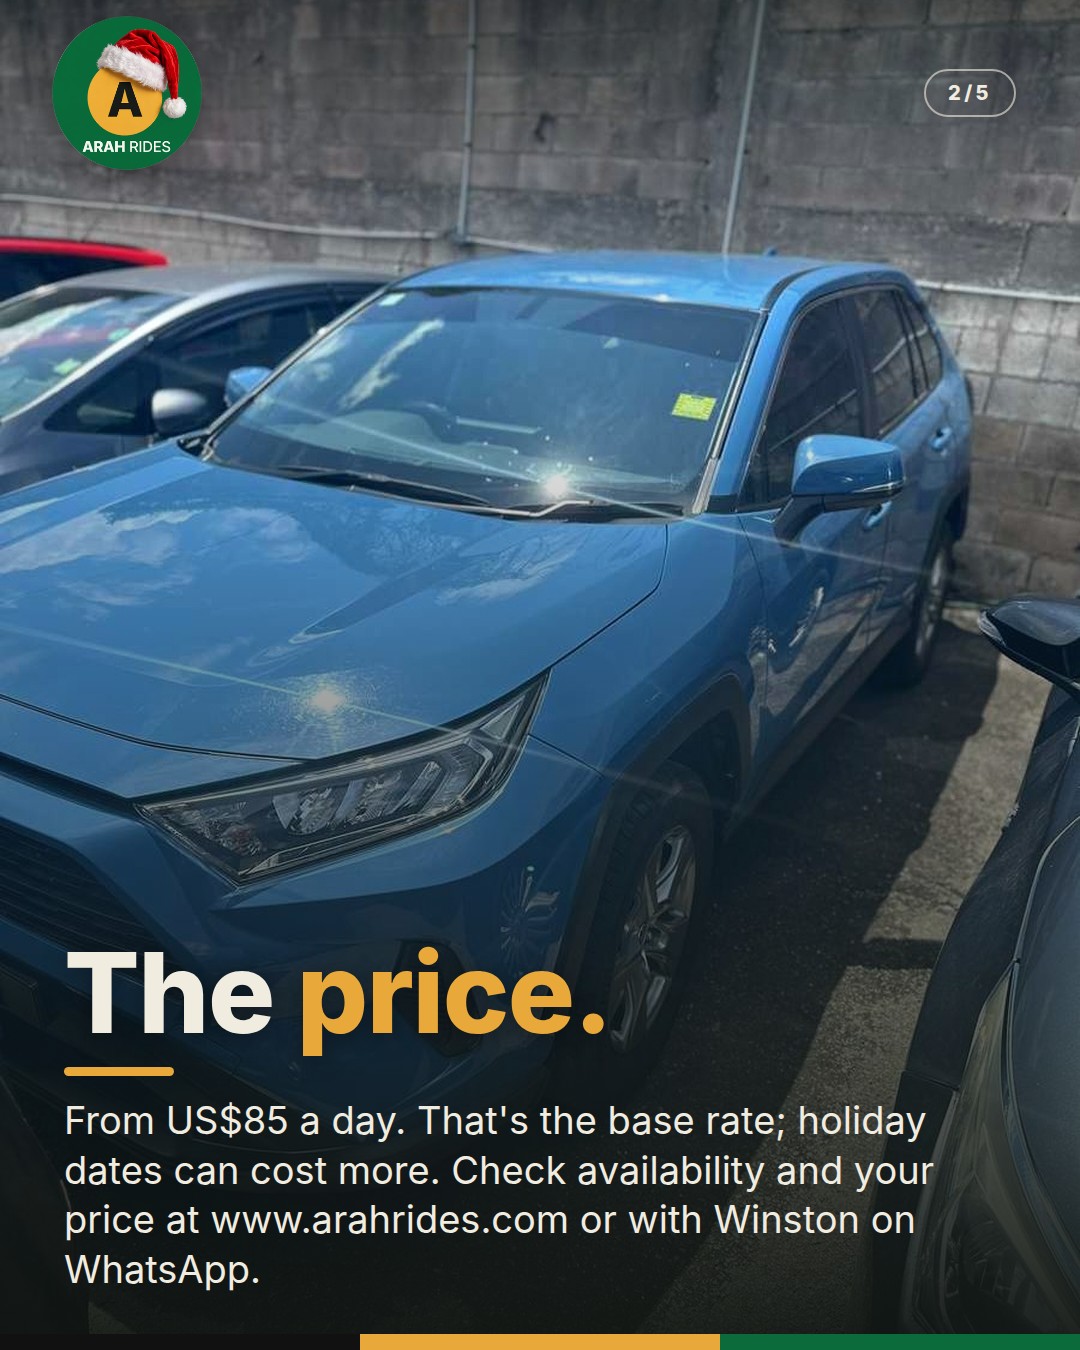 A
ARAH RIDES
2/5
The price.
From US$85 a day. That's the base rate; holiday
dates can cost more. Check availability and your
price at www.arahrides.com or with Winston on
WhatsApp.